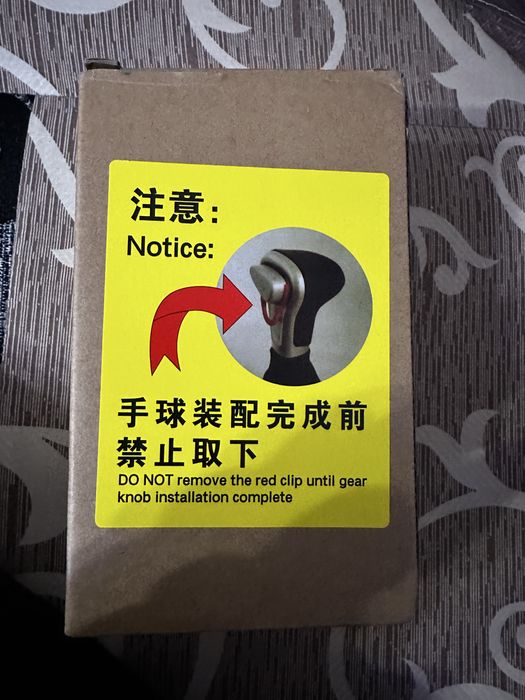 注意：
Notice:
手球装配完成前
禁止取下
DO NOT remove the red clip until gear
knob installation complete